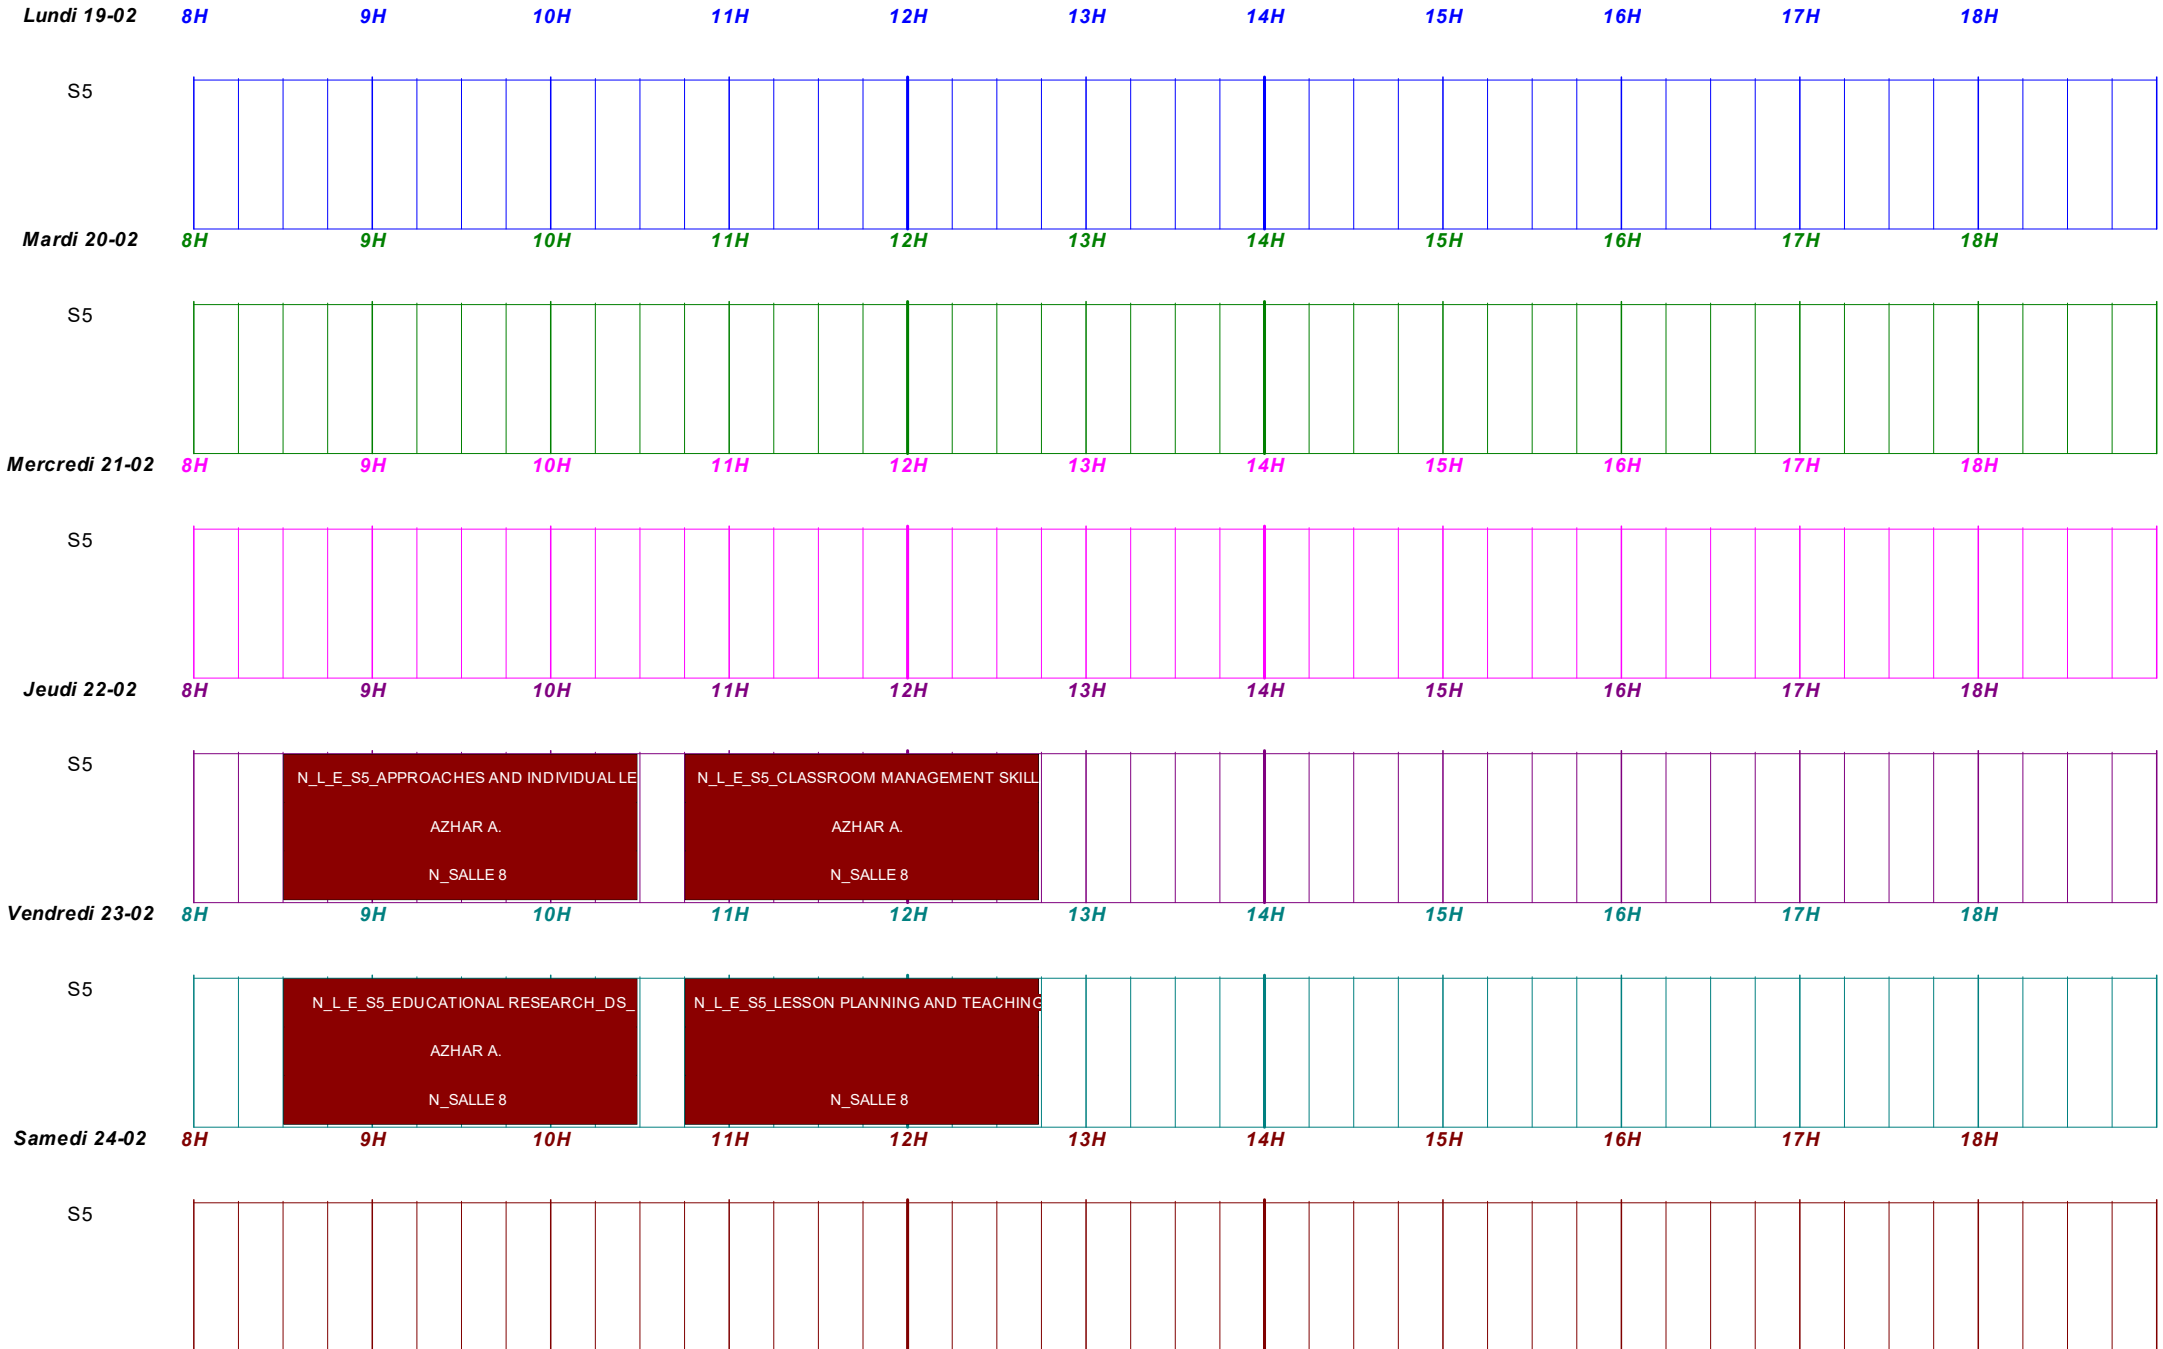 Lundi 19-02 8H 9H 10H 11H 12H 13H 14H 15H 16H 17H 18H
S5
Mardi 20-02 8H 9H 10H 11H 12H 13H 14H 15H 16H 17H 18H
S5
Mercredi 21-02 8H 9H 10H 11H 12H 13H 14H 15H 16H 17H 18H
S5
Jeudi 22-02 8H 9H 10H 11H 12H 13H 14H 15H 16H 17H 18H
S5
N_L_E_S5_APPROACHES AND INDIVIDUAL LE
AZHAR A.
N_SALLE 8
N_L_E_S5_CLASSROOM MANAGEMENT SKILL
AZHAR A.
N_SALLE 8
Vendredi 23-02 8H 9H 10H 11H 12H 13H 14H 15H 16H 17H 18H
S5
N_L_E_S5_EDUCATIONAL RESEARCH_DS_
AZHAR A.
N_SALLE 8
N_L_E_S5_LESSON PLANNING AND TEACHING
N_SALLE 8
Samedi 24-02 8H 9H 10H 11H 12H 13H 14H 15H 16H 17H 18H
S5